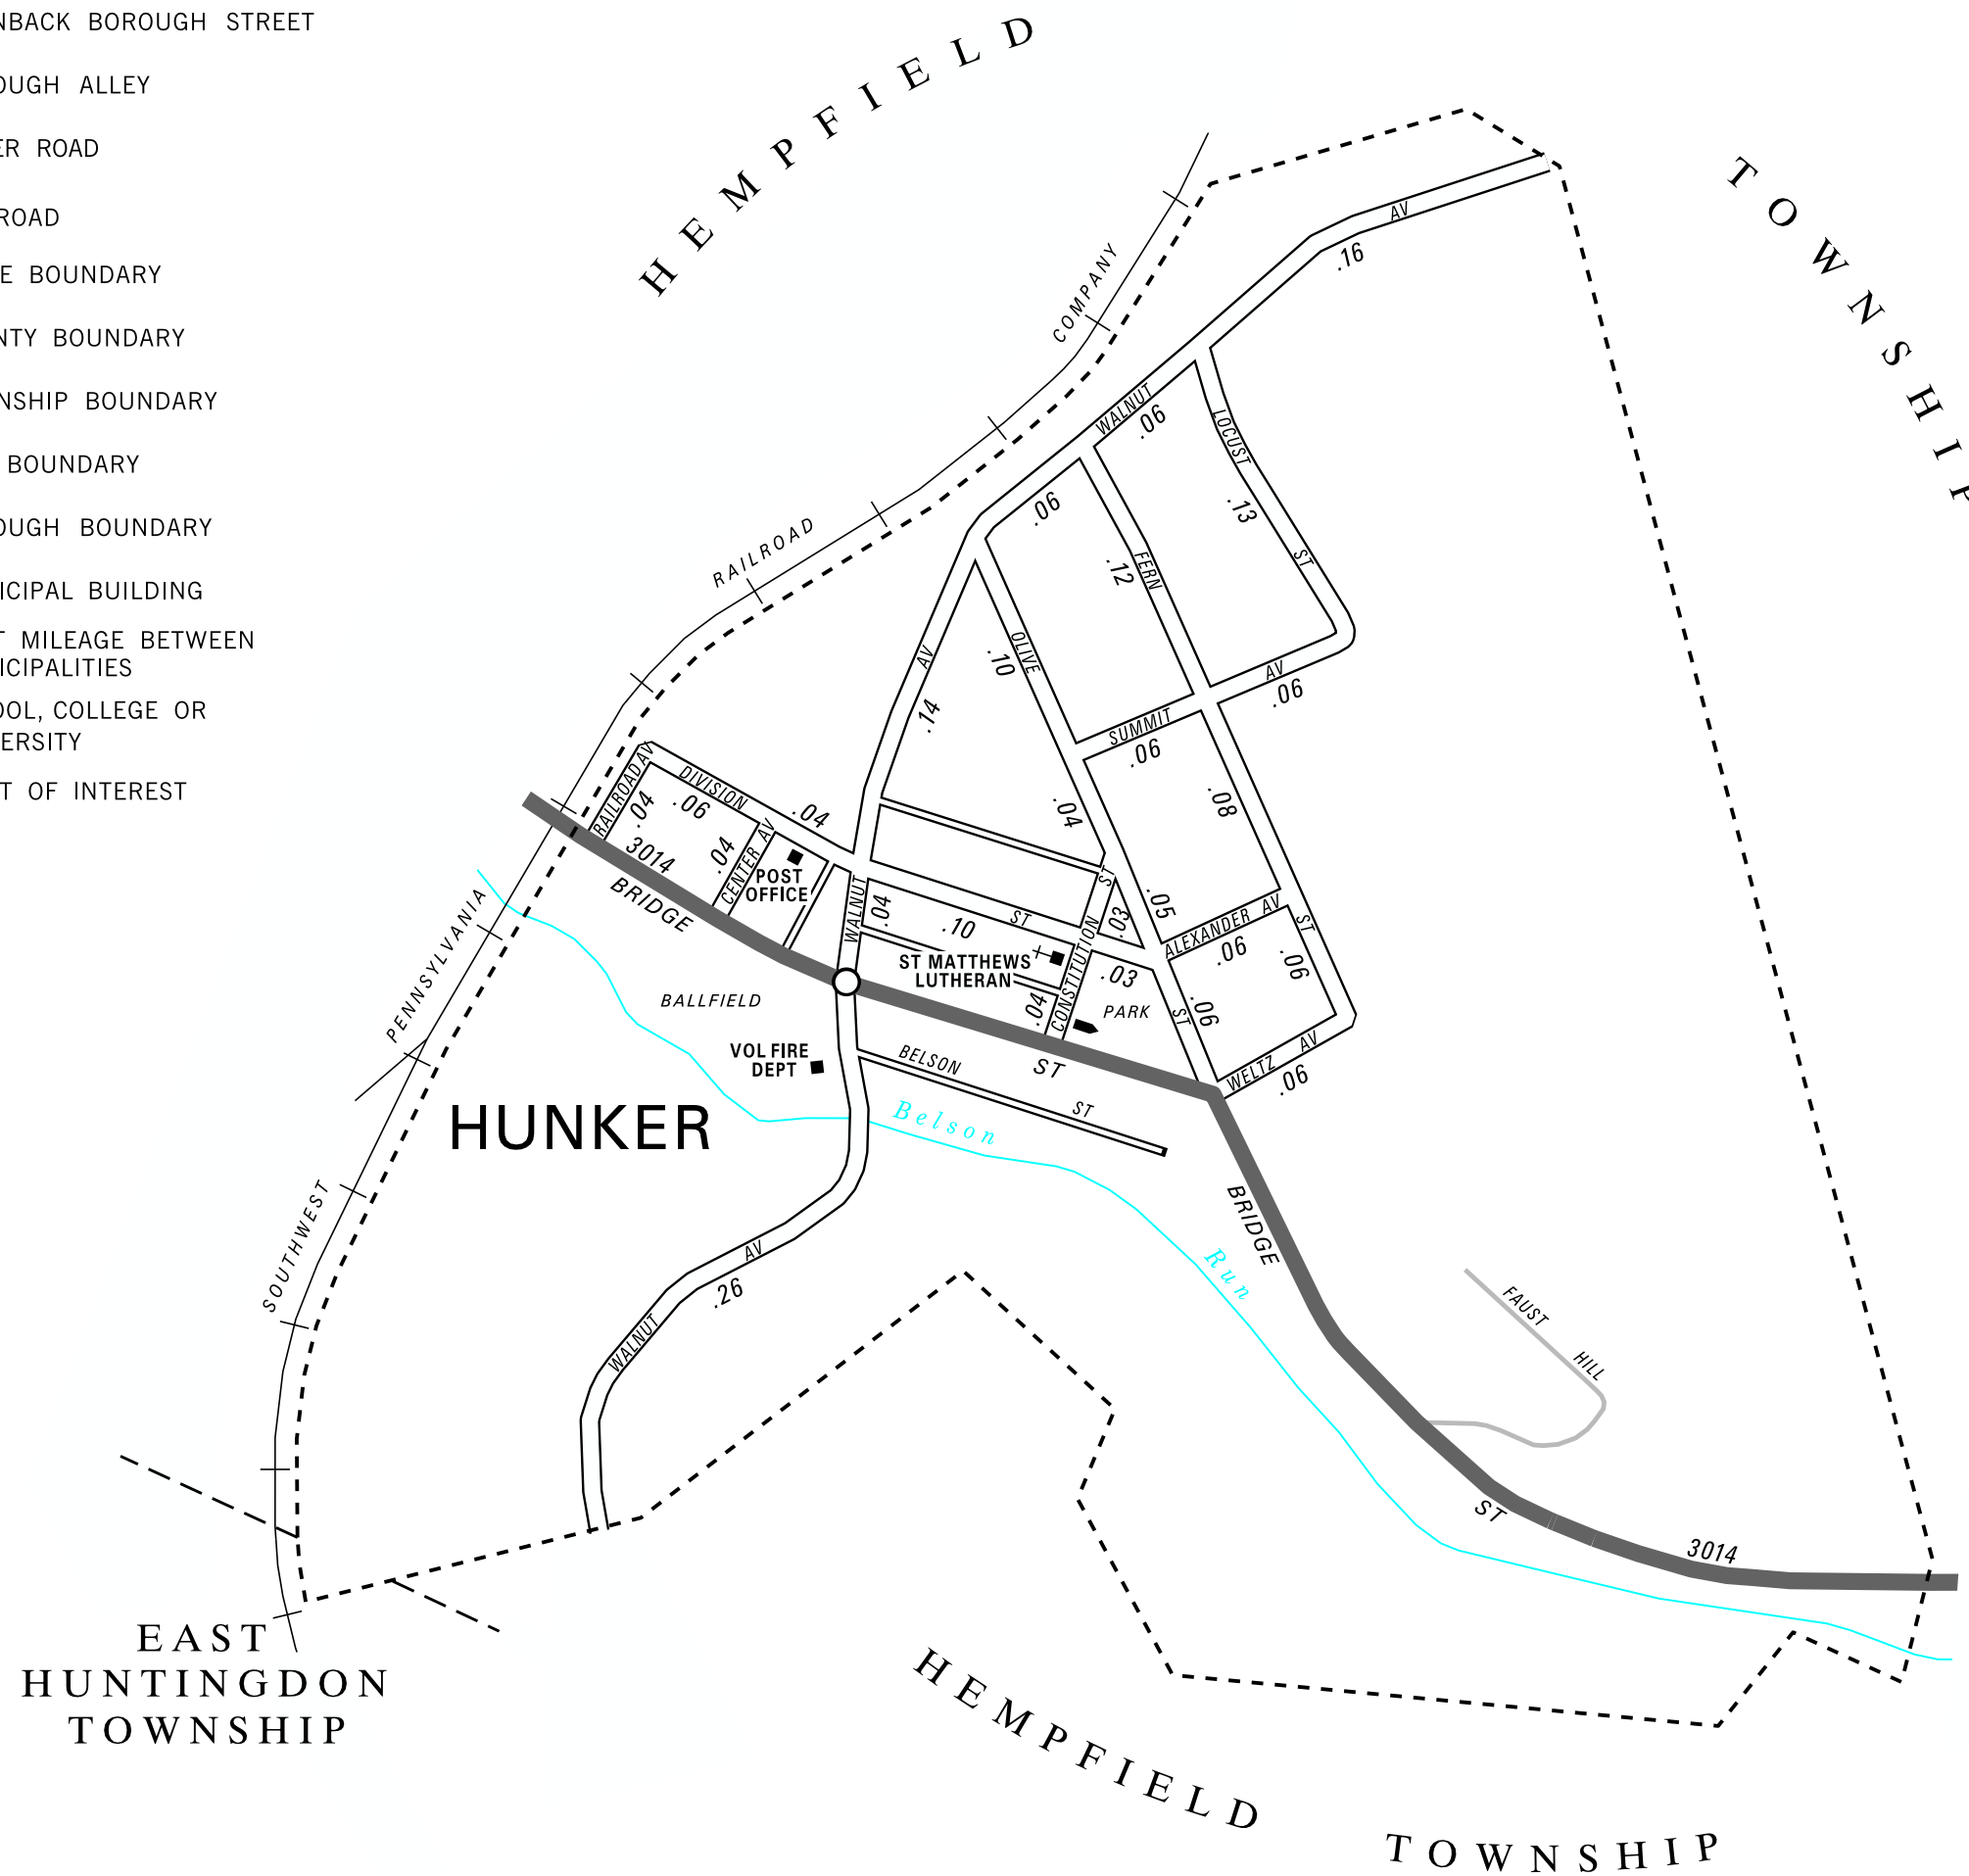 NBACK BOROUGH STREET
OUGH ALLEY
ER ROAD
ROAD
E BOUNDARY
NTY BOUNDARY
NSHIP BOUNDARY
BOUNDARY
OUGH BOUNDARY
ICIPAL BUILDING
T MILEAGE BETWEEN
ICIPALITIES
OOL, COLLEGE OR
ERSITY
T OF INTEREST
HEMPFIELD
TOWNSHIP
COMPANY
RAILROAD
PENNSYLVANIA
SOUTHWEST
AV
.16
WALNUT
.06
LOCUST
.13
ST
.06
FERN
.12
OLIVE
.10
AV
.14
AV
.06
SUMMIT
.06
.04
.08
RAILROAD AV
.04
DIVISION
.06
.04
3014
.04
CENTER AV
POST
OFFICE
BRIDGE
WALNUT
.04
ST
.10
ST
.03
.05
ALEXANDER AV
.06
ST
.06
ST MATTHEWS
LUTHERAN
CONSTITUTION
.03
.04
PARK
ST
.06
BALLFIELD
VOL FIRE
DEPT
BELSON
ST
ST
WELTZ AV
.06
HUNKER
Belson
Run
BRIDGE
AV
.26
WALNUT
FAUST
HILL
ST
3014
EAST
HUNTINGDON
TOWNSHIP
HEMPFIELD
TOWNSHIP